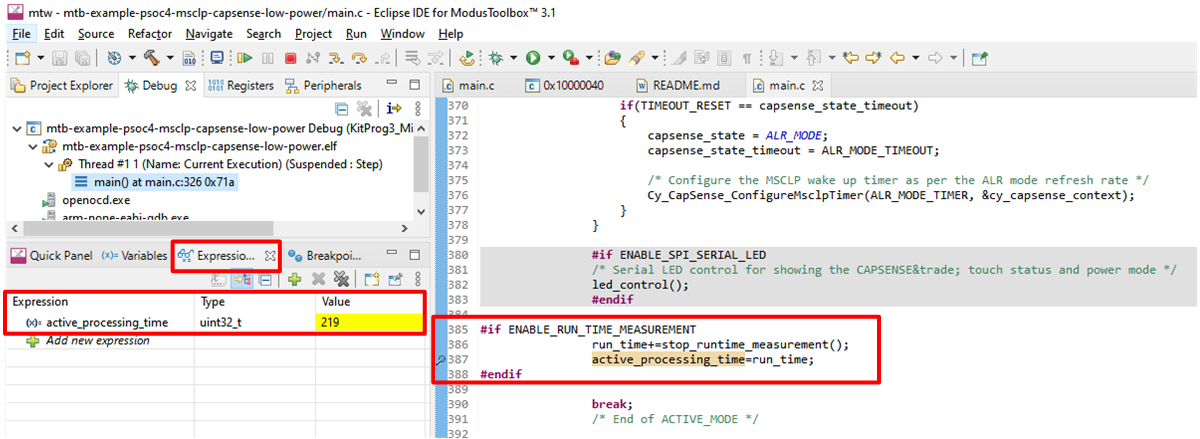 mtw - mtb-example-psoc4-msclp-capsense-low-power/main.c - Eclipse IDE for ModusToolbox™ 3.1
File Edit Source Refactor Navigate Search Project Run Window Help
Project Explorer Debug Registers Peripherals
mtb-example-psoc4-msclp-capsense-low-power Debug (KitProg3_Mi
mtb-example-psoc4-msclp-capsense-low-power.elf
Thread #1 1 (Name: Current Execution) (Suspended : Step)
main() at main.c:326 0x71a
openocd.exe
arm-none-eabi-gdb.exe
Quick Panel (x)= Variables Expressio... Breakpoi...
Expression Type Value
(x)= active_processing_time uint32_t 219
Add new expression
main.c 0x10000040 README.md main.c
370 if(TIMEOUT_RESET == capsense_state_timeout)
371 {
372 capsense_state = ALR_MODE;
373 capsense_state_timeout = ALR_MODE_TIMEOUT;
374
375 /* Configure the MSCLP wake up timer as per the ALR mode refresh rate */
376 Cy_CapSense_ConfigureMsclpTimer(ALR_MODE_TIMER, &cy_capsense_context);
377 }
378 }
379
380 #if ENABLE_SPI_SERIAL_LED
381 /* Serial LED control for showing the CAPSENSE&trade; touch status and power mode */
382 led_control();
383 #endif
384
385 #if ENABLE_RUN_TIME_MEASUREMENT
386 run_time+=stop_runtime_measurement();
387 active_processing_time=run_time;
388 #endif
389
390 break;
391 /* End of ACTIVE_MODE */
392